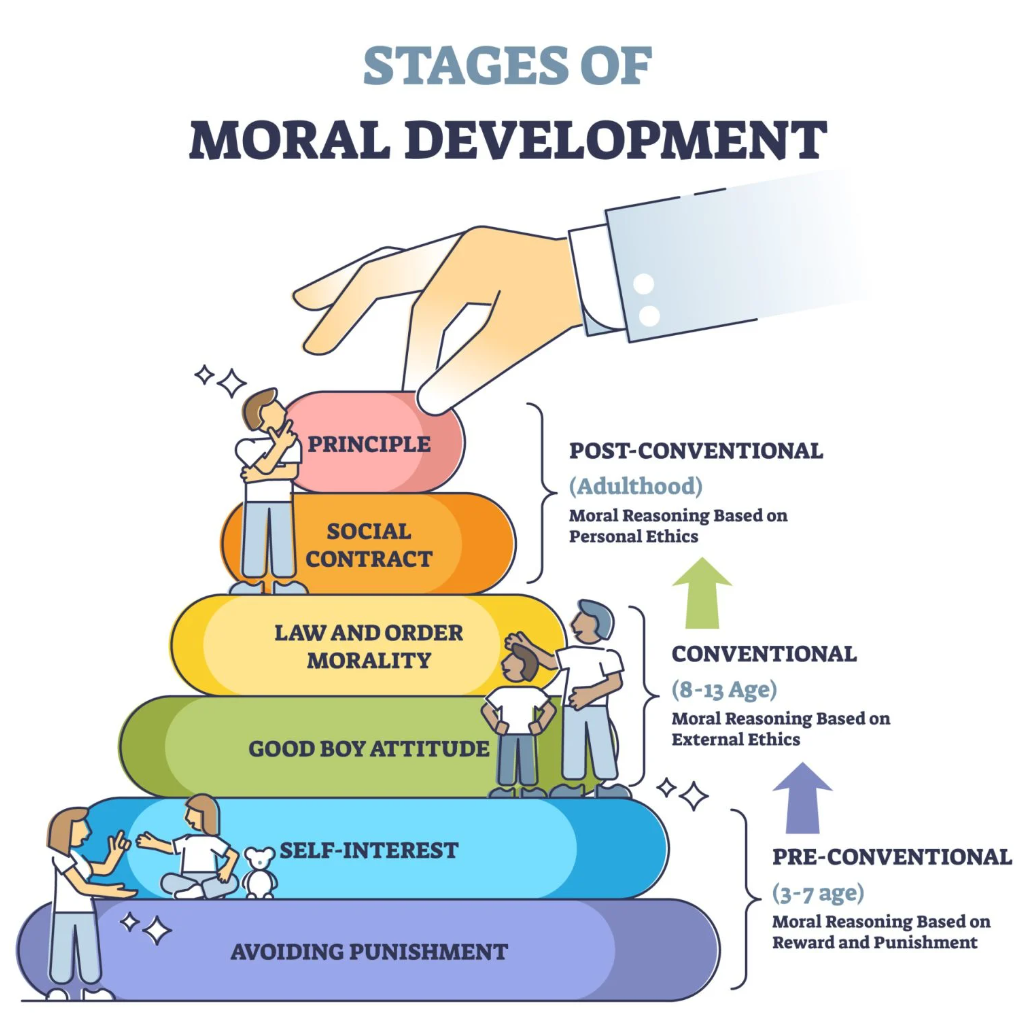 STAGES OF
MORAL DEVELOPMENT
PRINCIPLE
SOCIAL
CONTRACT
POST-CONVENTIONAL
(Adulthood)
Moral Reasoning Based on
Personal Ethics
LAW AND ORDER
MORALITY
GOOD BOY ATTITUDE
CONVENTIONAL
(8-13 Age)
Moral Reasoning Based on
External Ethics
SELF-INTEREST
AVOIDING PUNISHMENT
PRE-CONVENTIONAL
(3-7 age)
Moral Reasoning Based on
Reward and Punishment